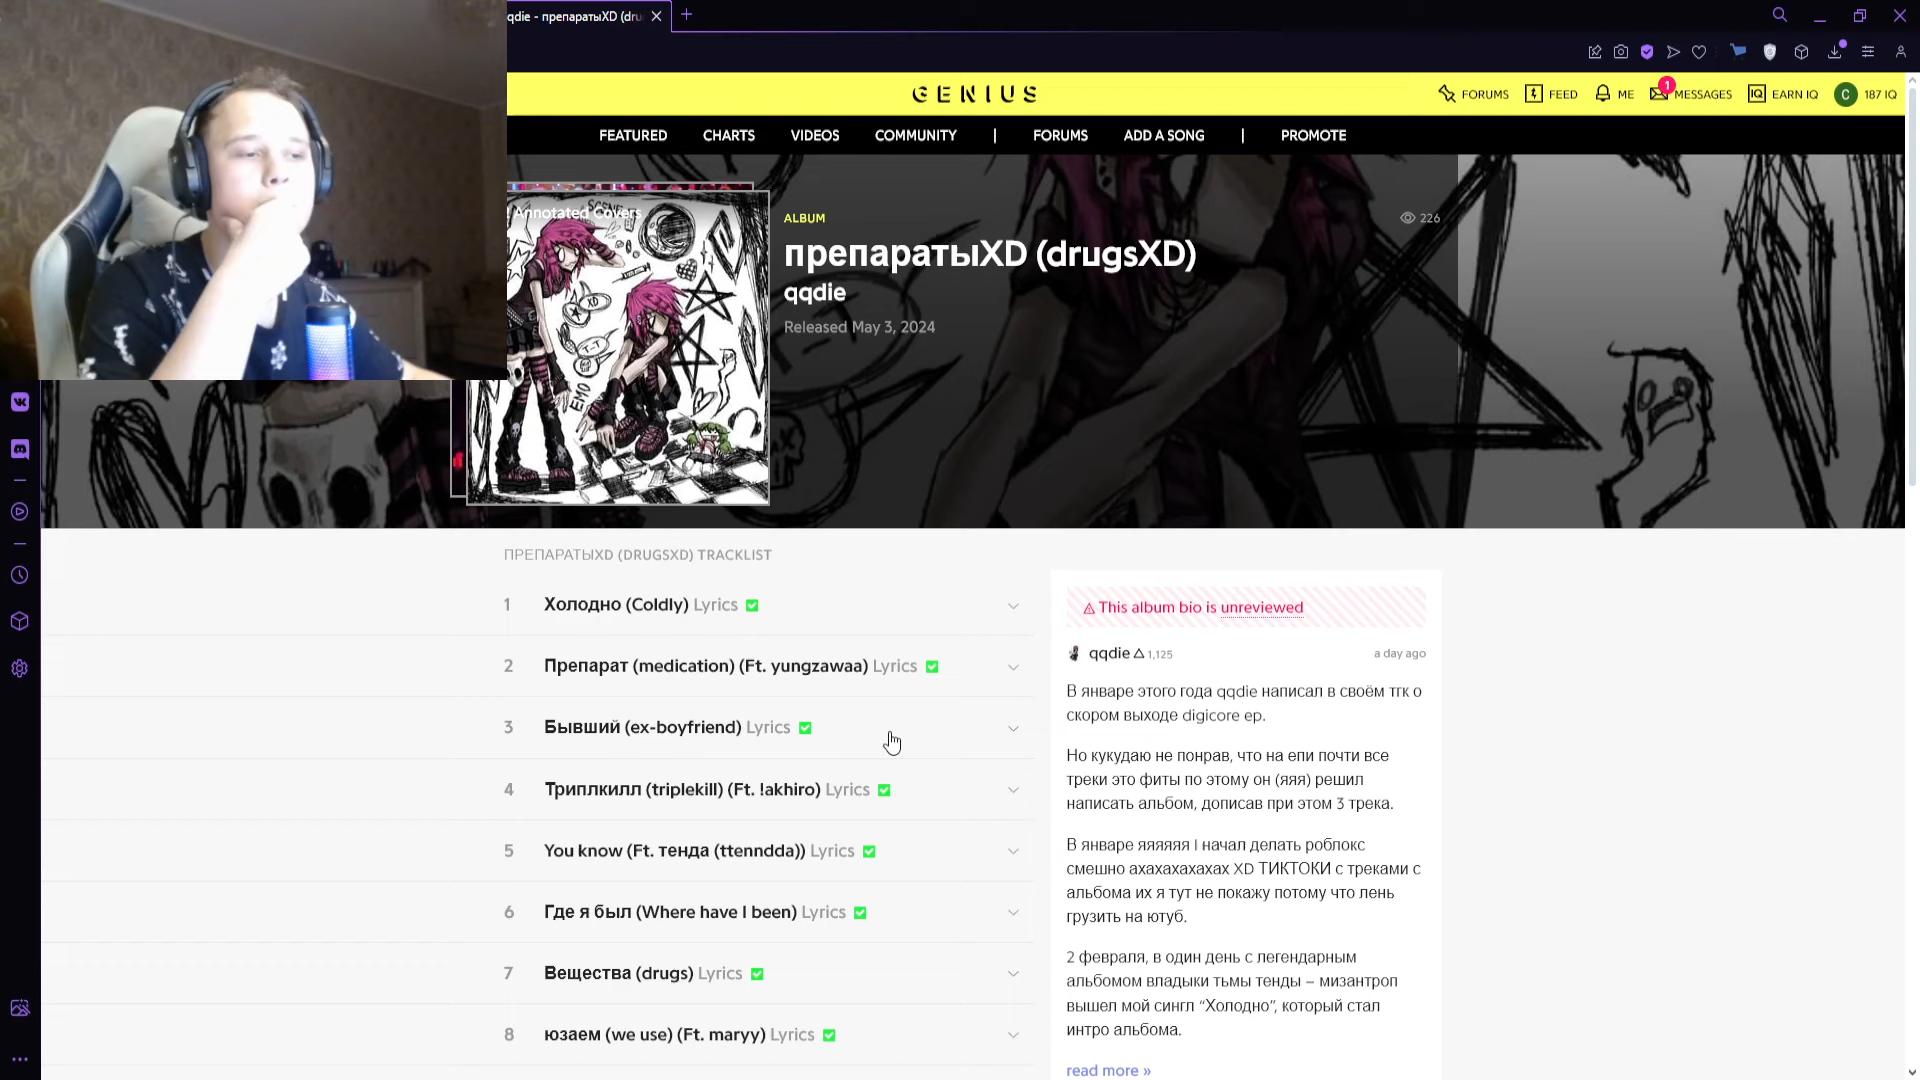 qqdie - препаратыXD (dru
GENIUS
FORUMS
FEED
ME
1
MESSAGES
IQ
EARN IQ
C
187 IQ
FEATURED
CHARTS
VIDEOS
COMMUNITY
|
FORUMS
ADD A SONG
|
PROMOTE
Annotated Covers
SCENE
XD
EMO
T-T
ALBUM
226
препаратыXD (drugsXD)
qqdie
Released May 3, 2024
ПРЕПАРАТЫXD (DRUGSXD) TRACKLIST
1 Холодно (Coldly) Lyrics
2 Препарат (medication) (Ft. yungzawaa) Lyrics
3 Бывший (ex-boyfriend) Lyrics
4 Триплкилл (triplekill) (Ft. !akhiro) Lyrics
5 You know (Ft. тенда (ttenndda)) Lyrics
6 Где я был (Where have I been) Lyrics
7 Вещества (drugs) Lyrics
8 юзаем (we use) (Ft. maryy) Lyrics
This album bio is unreviewed
qqdie 1,125
a day ago
В январе этого года qqdie написал в своём тгк о
скором выходе digicore ep.
Но кукудаю не понрав, что на епи почти все
треки это фиты по этому он (яяя) решил
написать альбом, дописав при этом 3 трека.
В январе яяяяяя I начал делать роблокс
смешно ахахахахахах XD ТИКТОКИ с треками с
альбома их я тут не покажу потому что лень
грузить на ютуб.
2 февраля, в один день с легендарным
альбомом владыки тьмы тенды – мизантроп
вышел мой сингл “Холодно”, который стал
интро альбома.
read more »